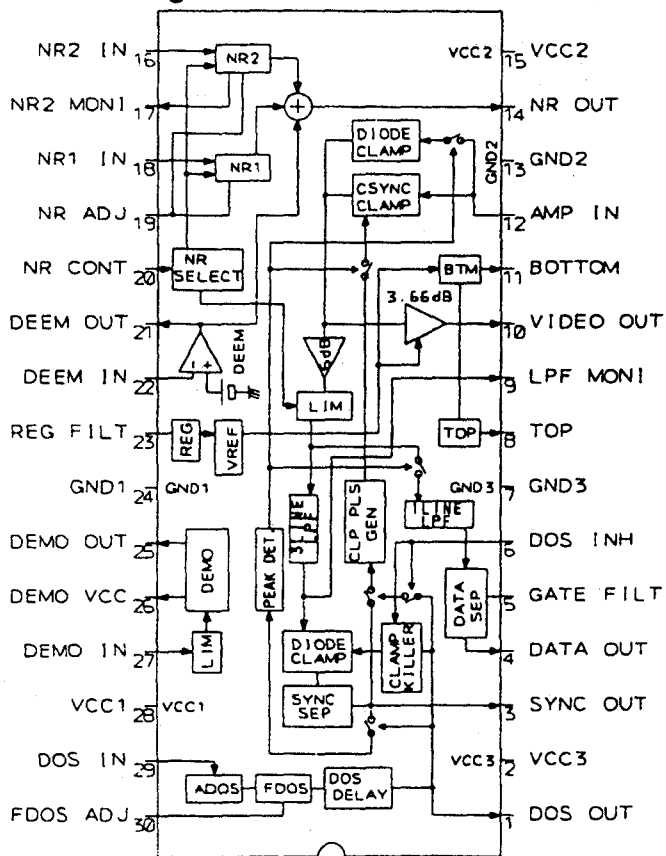 NR2 IN 16
NR2
VCC2 15 VCC2
NR2 MONI 17
+
14 NR OUT
DIODE CLAMP
NR1 IN 18
NR1
GND2 13 GND2
CSYNC CLAMP
NR ADJ 19
12 AMP IN
NR CONT 20
NR SELECT
BTM
11 BOTTOM
3.66dB
DEEM OUT 21
10 VIDEO OUT
6dB
DEEM
- +
DEEM IN 22
9 LPF MONI
LIM
REG FILT 23
REG
VREF
TOP
8 TOP
GND1 24 GND1
GND3 7 GND3
3LINE LPF
CLP PLS GEN
1LINE LPF
DEMO OUT 25
DEMO
PEAK DET.
6 DOS INH
DEMO VCC 26
DATA SEP
5 GATE FILT
DEMO IN 27
LIM
DIODE CLAMP
CLAMP KILLER
4 DATA OUT
VCC1 28 VCC1
SYNC SEP
3 SYNC OUT
DOS IN 29
VCC3 2 VCC3
ADOS
FDOS
DOS DELAY
FDOS ADJ 30
1 DOS OUT